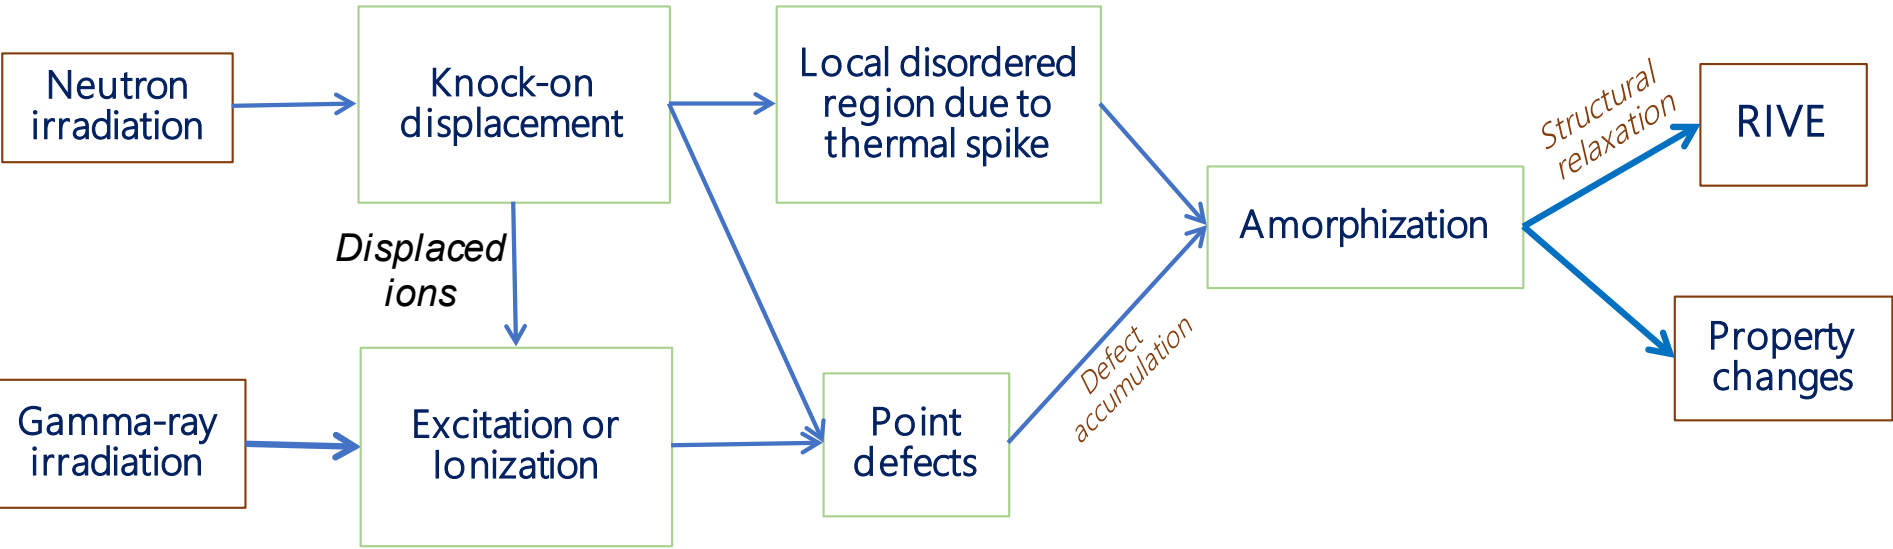 Neutron
irradiation
Knock-on
displacement
Local disordered
region due to
thermal spike
Structural
relaxation
RIVE
Amorphization
Displaced
ions
Defect
accumulation
Property
changes
Gamma-ray
irradiation
Excitation or
Ionization
Point
defects